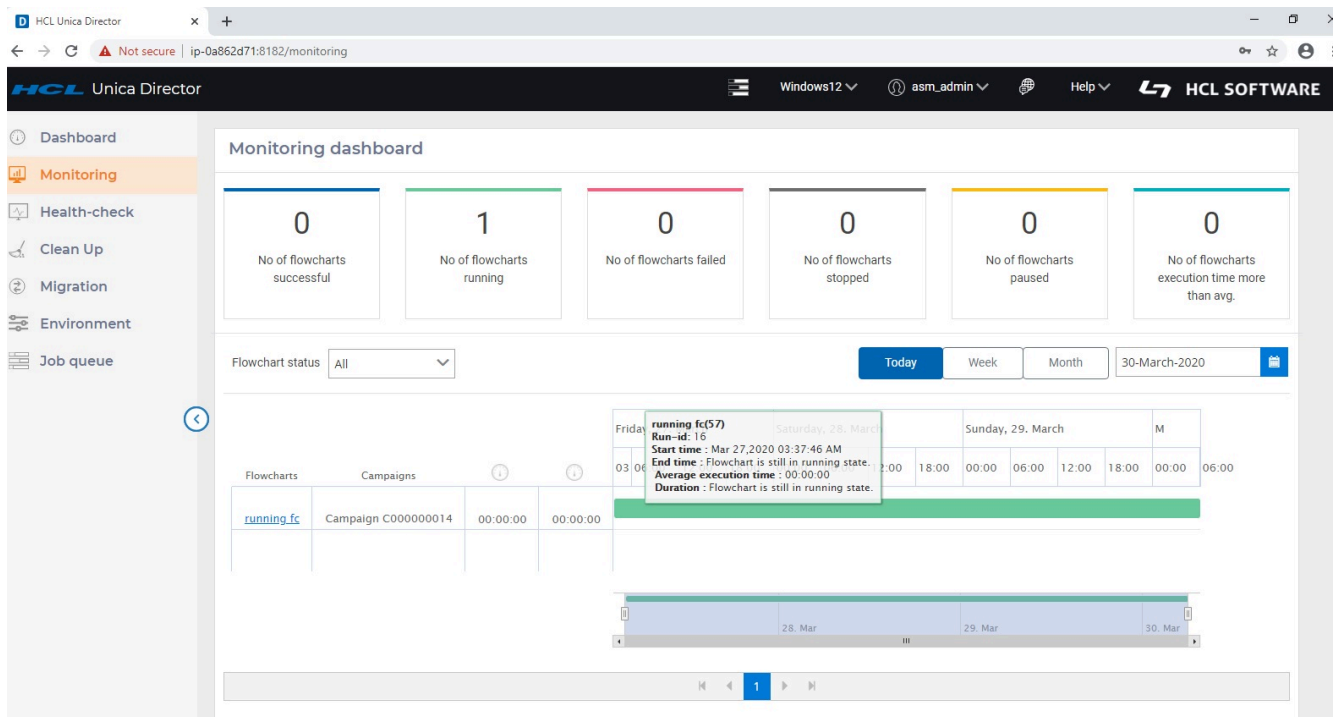 D HCL Unica Director
Not secure | ip-0a862d71:8182/monitoring
HCL Unica Director
Windows12
asm_admin
Help
HCL SOFTWARE
Dashboard
Monitoring
Health-check
Clean Up
Migration
Environment
Job queue
Monitoring dashboard
0
No of flowcharts
successful
1
No of flowcharts
running
0
No of flowcharts failed
0
No of flowcharts
stopped
0
No of flowcharts
paused
0
No of flowcharts
execution time more
than avg.
Flowchart status All
Today Week Month 30-March-2020
Friday Saturday, 28. March Sunday, 29. March M
running fc(57)
Run-id: 16
Start time : Mar 27,2020 03:37:46 AM
End time : Flowchart is still in running state.
Average execution time : 00:00:00
Duration : Flowchart is still in running state.
03 18:00 00:00 06:00 12:00 18:00 00:00 06:00
Flowcharts Campaigns
running fc Campaign C000000014 00:00:00 00:00:00
28. Mar 29. Mar 30. Mar
1